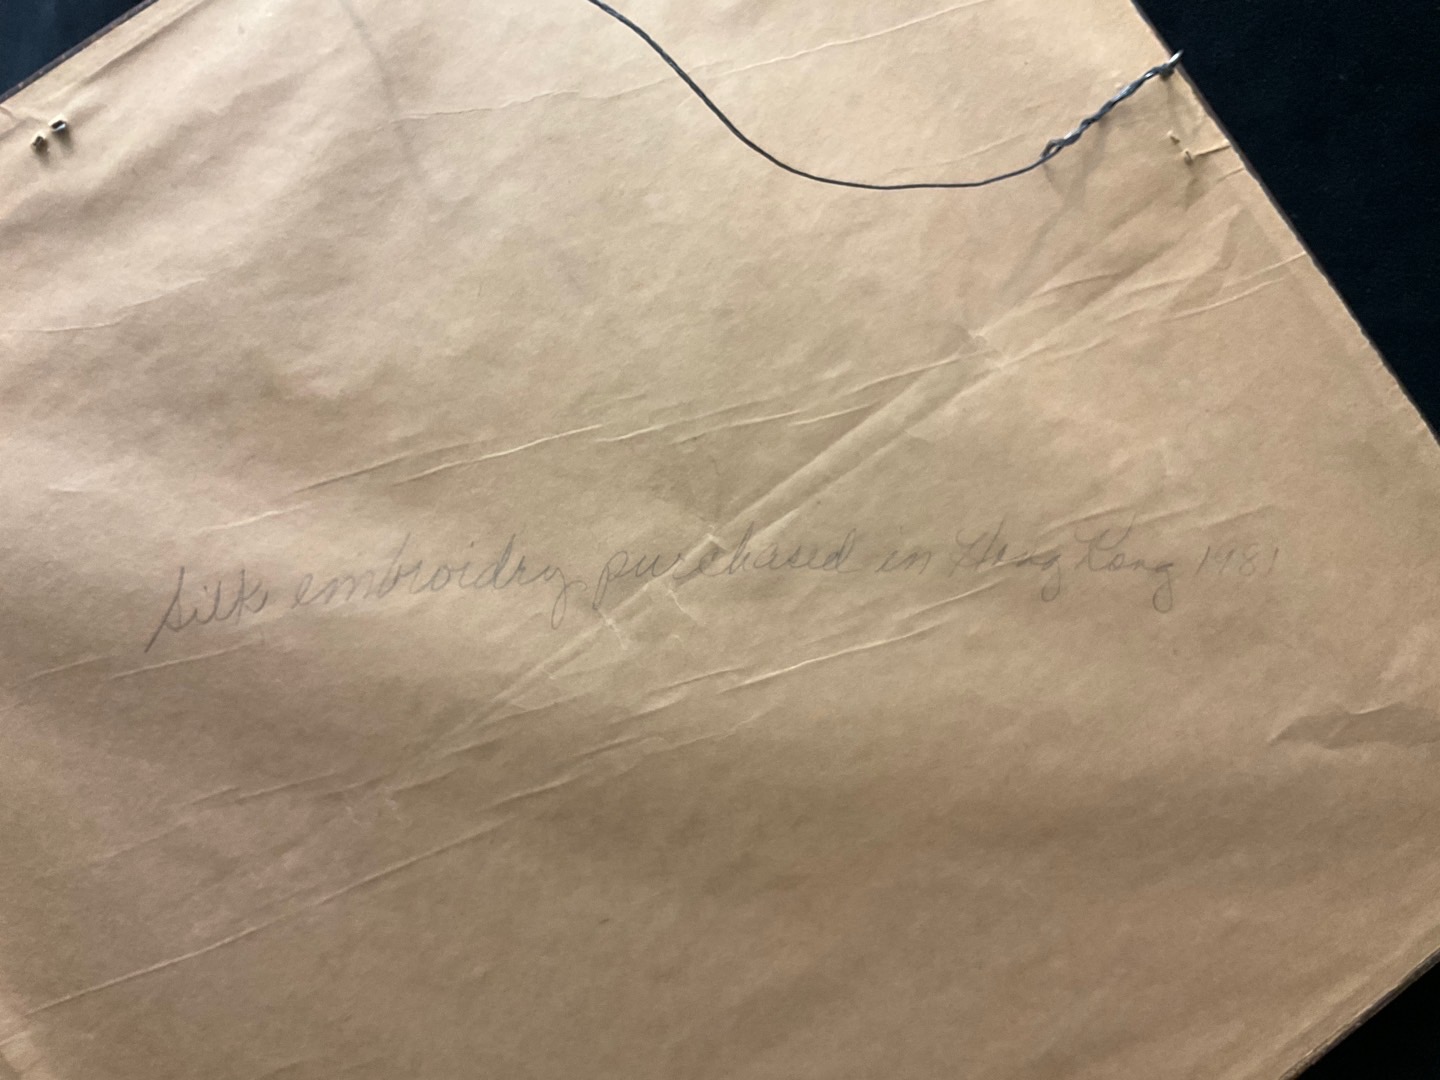 Silk embroidry purchased in Hong Kong 1981